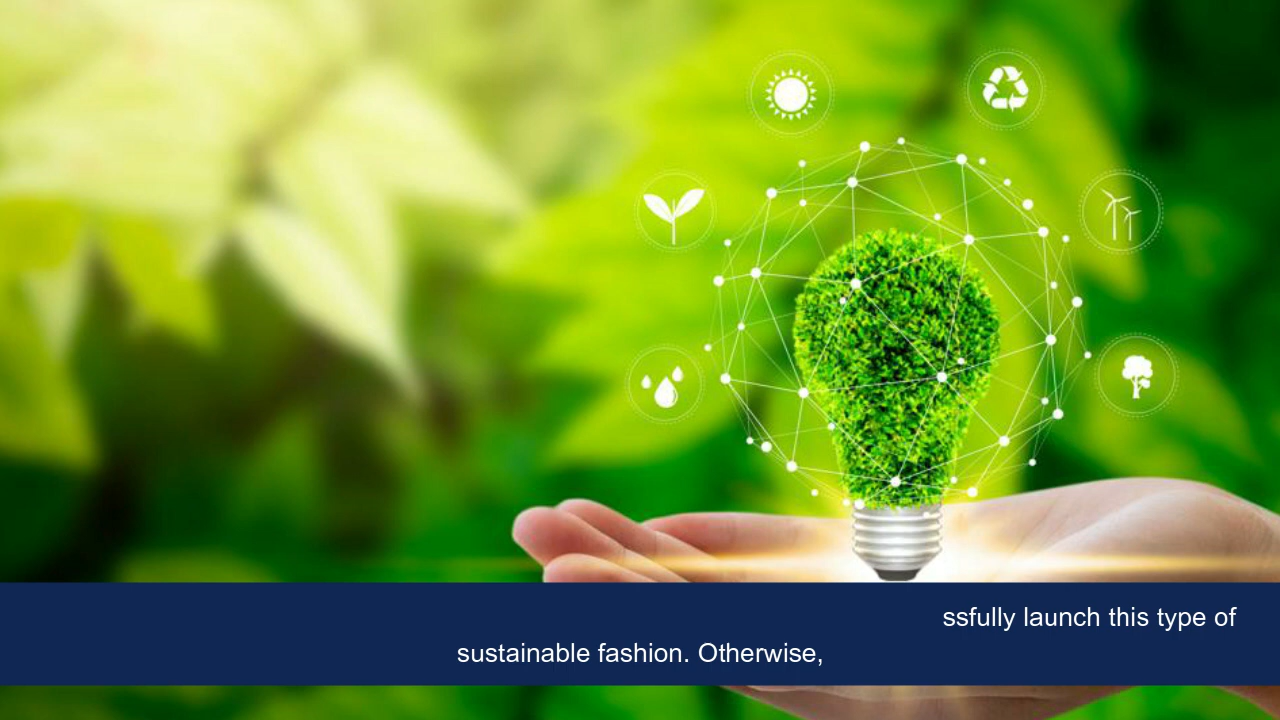 ssfully launch this type of
sustainable fashion. Otherwise,